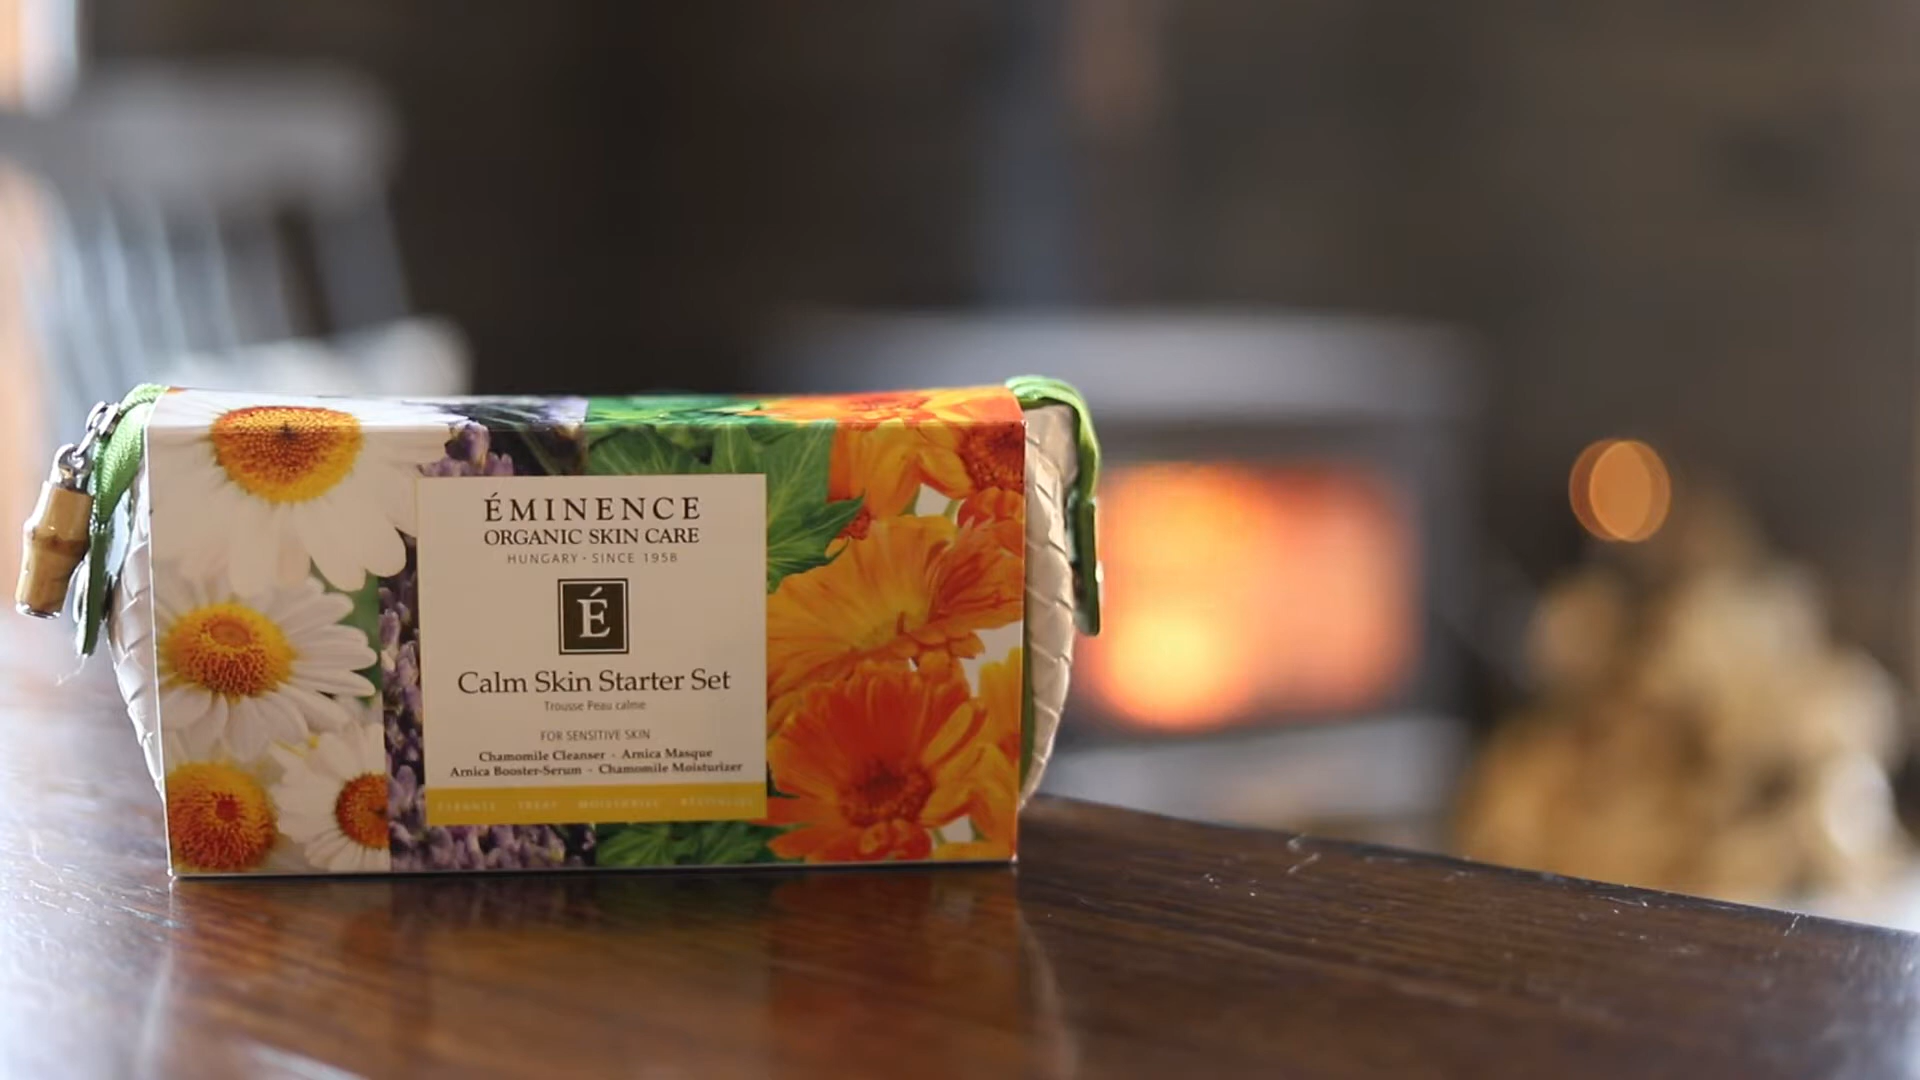 ÉMINENCE
ORGANIC SKIN CARE
HUNGARY · SINCE 1958
É
Calm Skin Starter Set
Trousse Peau calme
FOR SENSITIVE SKIN
Chamomile Cleanser - Arnica Masque
Arnica Booster-Serum - Chamomile Moisturizer